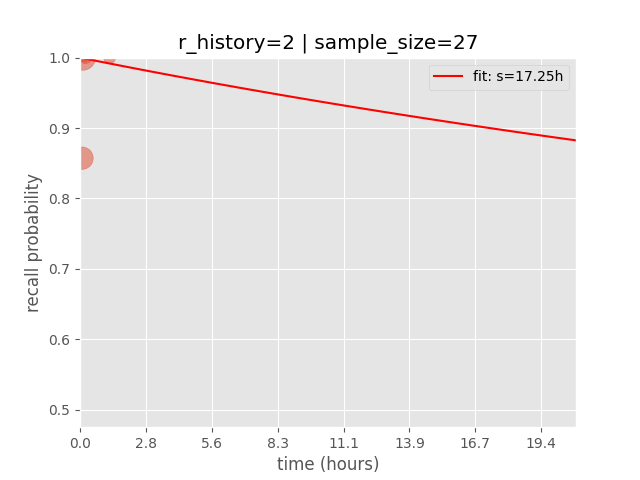 r_history=2 | sample_size=27
fit: s=17.25h
1.0
0.9
0.8
0.7
0.6
0.5
recall probability
0.0 2.8 5.6 8.3 11.1 13.9 16.7 19.4
time (hours)